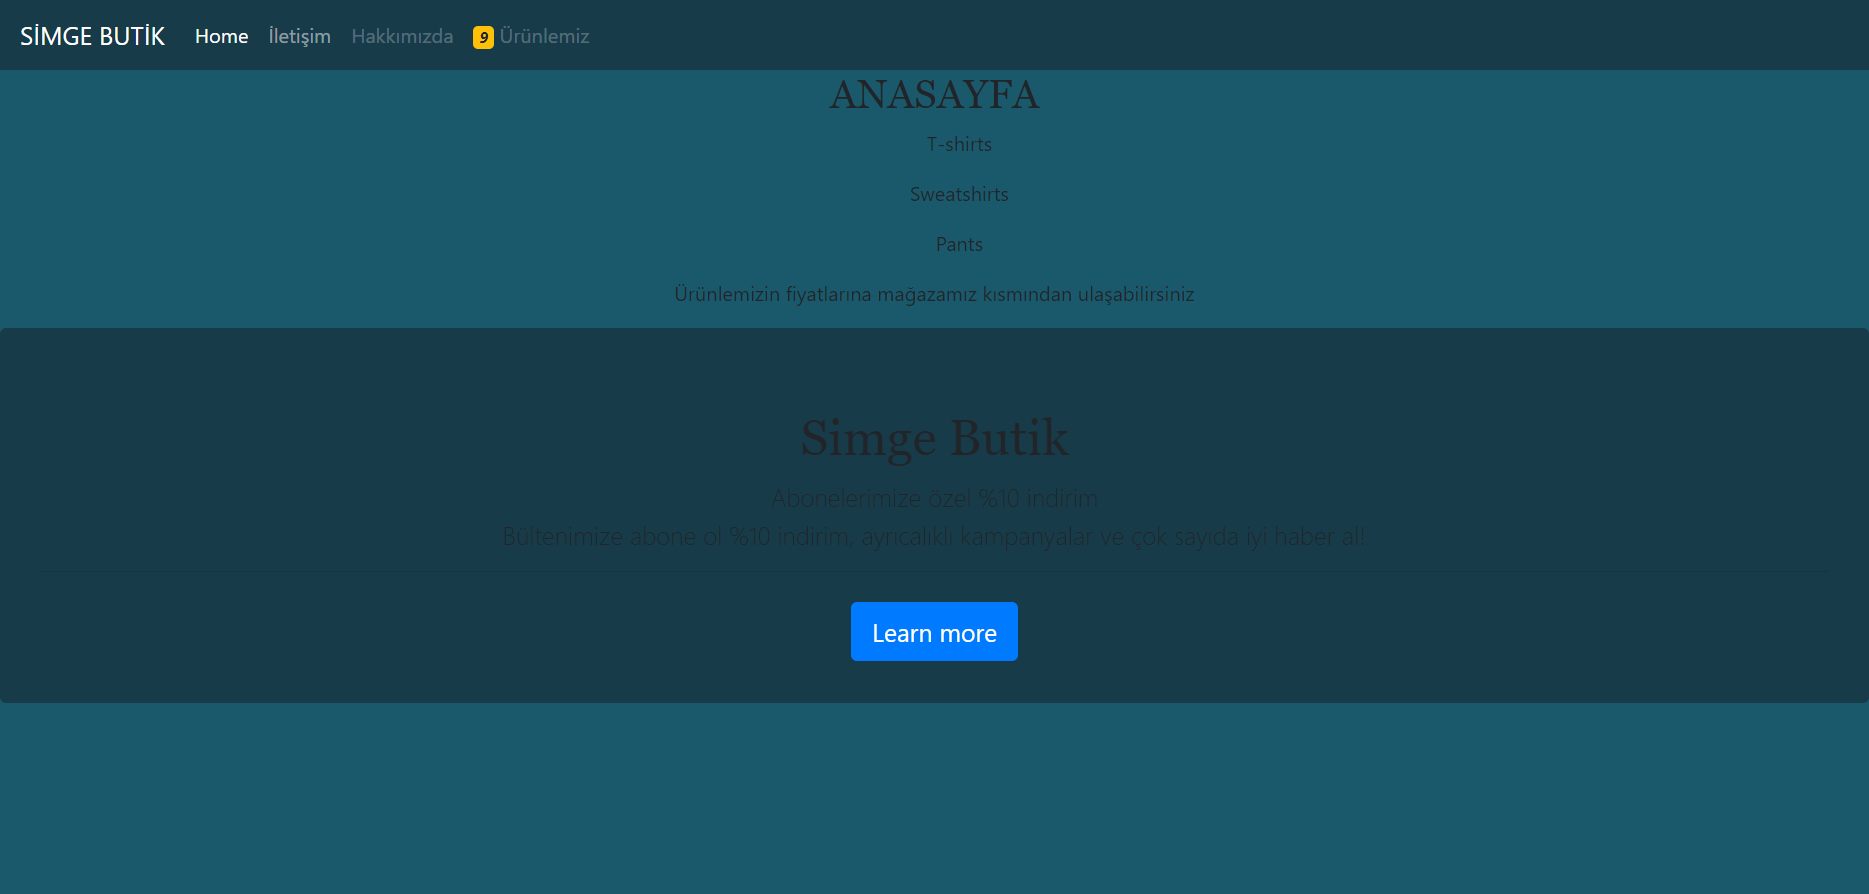 SİMGE BUTİK Home İletişim Hakkımızda 9 Ürünlemiz
ANASAYFA
T-shirts
Sweatshirts
Pants
Ürünlemizin fiyatlarına mağazamız kısmından ulaşabilirsiniz
Simge Butik
Abonelerimize özel %10 indirim
Bültenimize abone ol %10 indirim, ayrıcalıklı kampanyalar ve çok sayıda iyi haber al!
Learn more